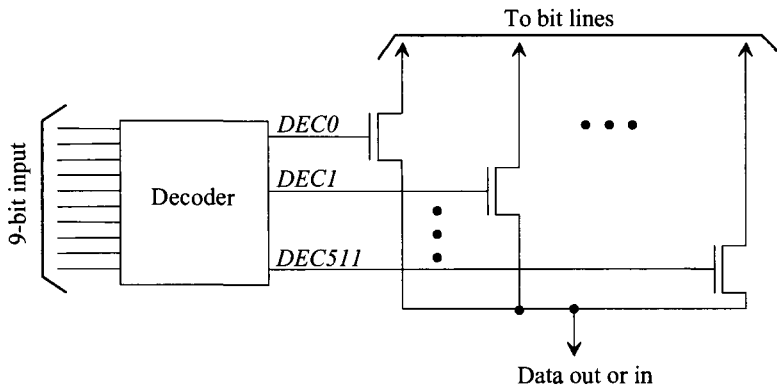 To bit lines
DEC0
DEC1
9-bit input
Decoder
DEC511
Data out or in